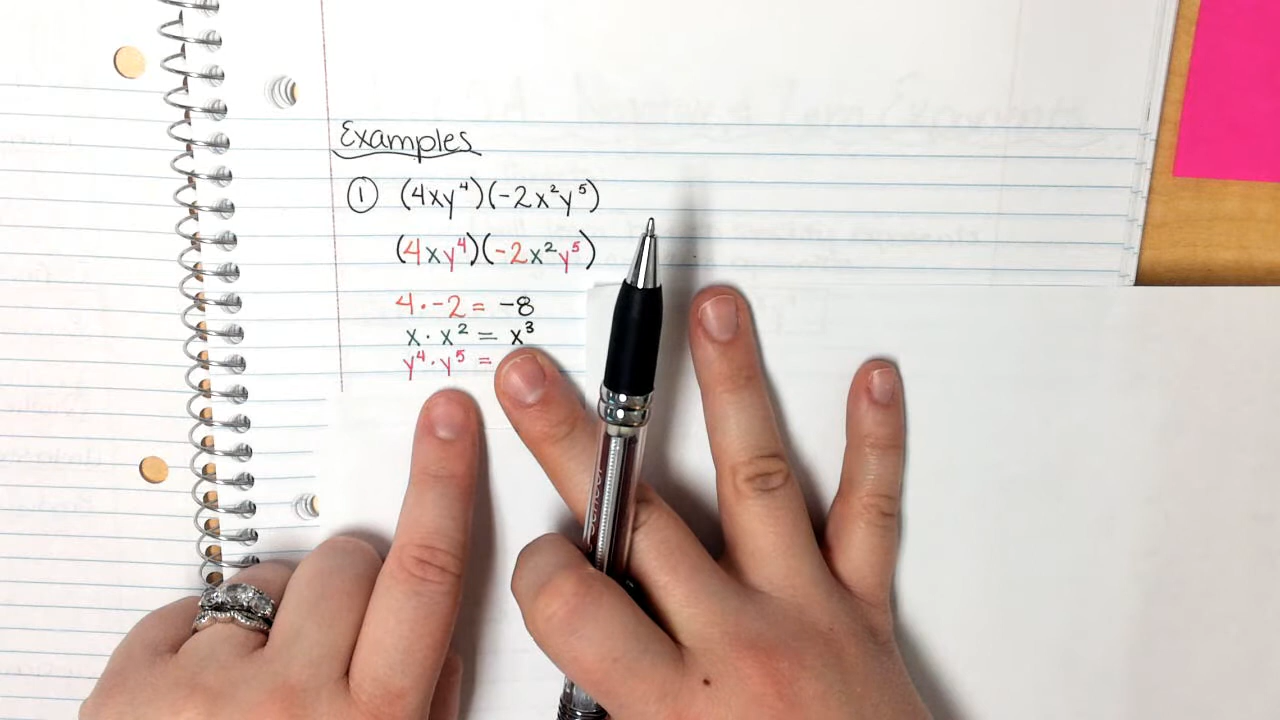 Examples
① (4xy⁴)(-2x²y⁵)
(4xy⁴)(-2x²y⁵)
4·-2 = -8
x·x² = x³
y⁴·y⁵ =